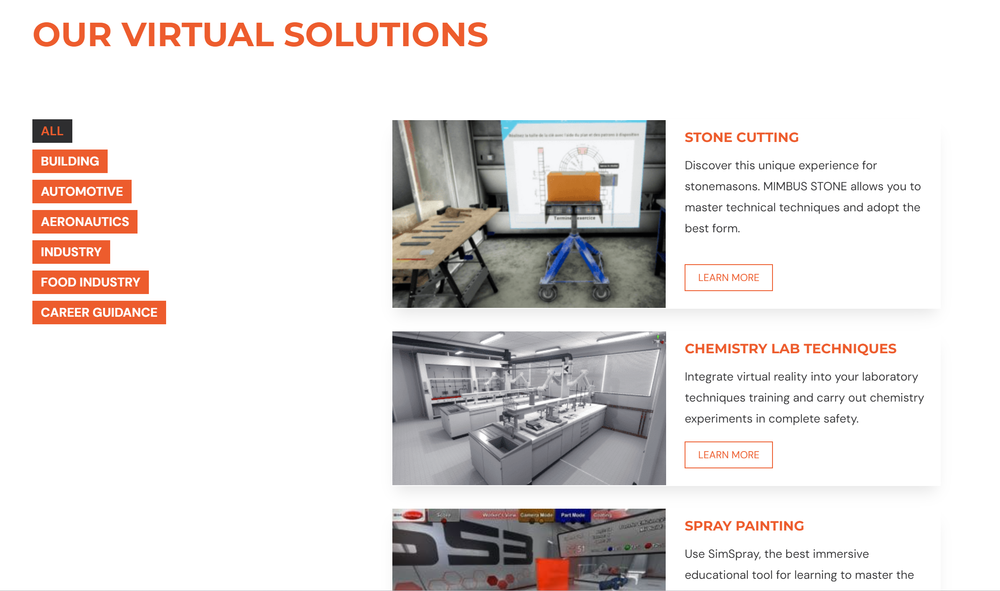 OUR VIRTUAL SOLUTIONS
ALL
BUILDING
AUTOMOTIVE
AERONAUTICS
INDUSTRY
FOOD INDUSTRY
CAREER GUIDANCE
Réalisez la taille de la clé avec l'aide du plan et des patrons à disposition
STONE CUTTING
Discover this unique experience for
stonemasons. MIMBUS STONE allows you to
master technical techniques and adopt the
best form.
LEARN MORE
CHEMISTRY LAB TECHNIQUES
Integrate virtual reality into your laboratory
techniques training and carry out chemistry
experiments in complete safety.
LEARN MORE
Score
Worker's View
Camera Mode
Part Mode
Coating
51
SPRAY PAINTING
Use SimSpray, the best immersive
educational tool for learning to master the